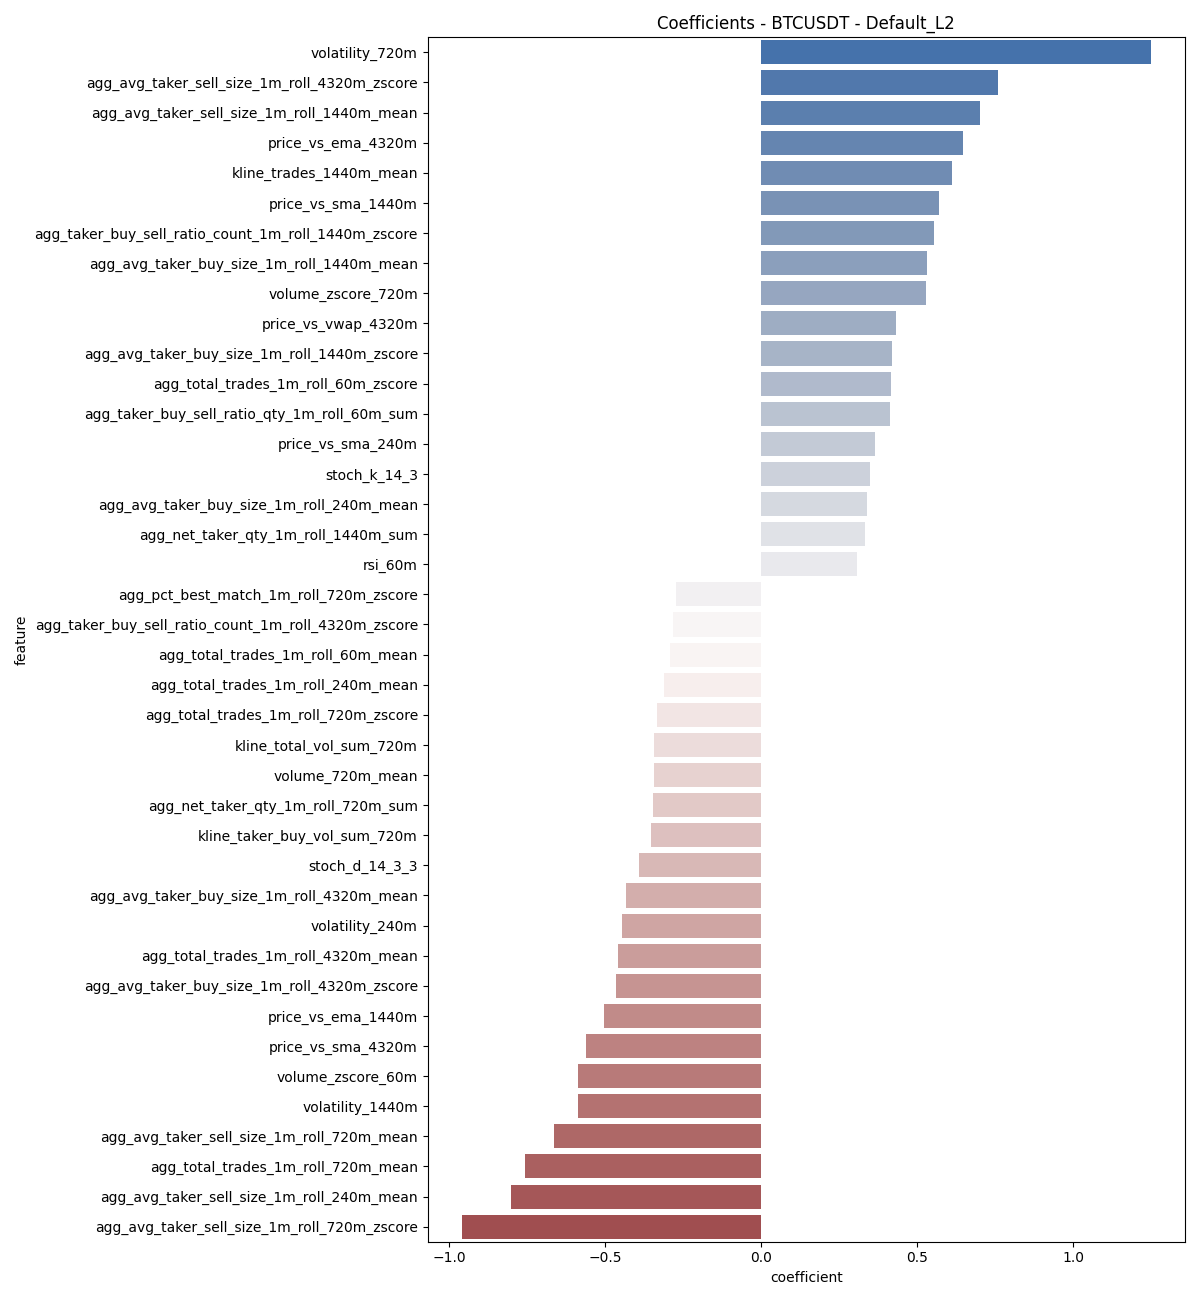 Coefficients - BTCUSDT - Default_L2
volatility_720m
agg_avg_taker_sell_size_1m_roll_4320m_zscore
agg_avg_taker_sell_size_1m_roll_1440m_mean
price_vs_ema_4320m
kline_trades_1440m_mean
price_vs_sma_1440m
agg_taker_buy_sell_ratio_count_1m_roll_1440m_zscore
agg_avg_taker_buy_size_1m_roll_1440m_mean
volume_zscore_720m
price_vs_vwap_4320m
agg_avg_taker_buy_size_1m_roll_1440m_zscore
agg_total_trades_1m_roll_60m_zscore
agg_taker_buy_sell_ratio_qty_1m_roll_60m_sum
price_vs_sma_240m
stoch_k_14_3
agg_avg_taker_buy_size_1m_roll_240m_mean
agg_net_taker_qty_1m_roll_1440m_sum
rsi_60m
agg_pct_best_match_1m_roll_720m_zscore
agg_taker_buy_sell_ratio_count_1m_roll_4320m_zscore
agg_total_trades_1m_roll_60m_mean
agg_total_trades_1m_roll_240m_mean
agg_total_trades_1m_roll_720m_zscore
kline_total_vol_sum_720m
volume_720m_mean
agg_net_taker_qty_1m_roll_720m_sum
kline_taker_buy_vol_sum_720m
stoch_d_14_3_3
agg_avg_taker_buy_size_1m_roll_4320m_mean
volatility_240m
agg_total_trades_1m_roll_4320m_mean
agg_avg_taker_buy_size_1m_roll_4320m_zscore
price_vs_ema_1440m
price_vs_sma_4320m
volume_zscore_60m
volatility_1440m
agg_avg_taker_sell_size_1m_roll_720m_mean
agg_total_trades_1m_roll_720m_mean
agg_avg_taker_sell_size_1m_roll_240m_mean
agg_avg_taker_sell_size_1m_roll_720m_zscore
feature
−1.0 −0.5 0.0 0.5 1.0
coefficient